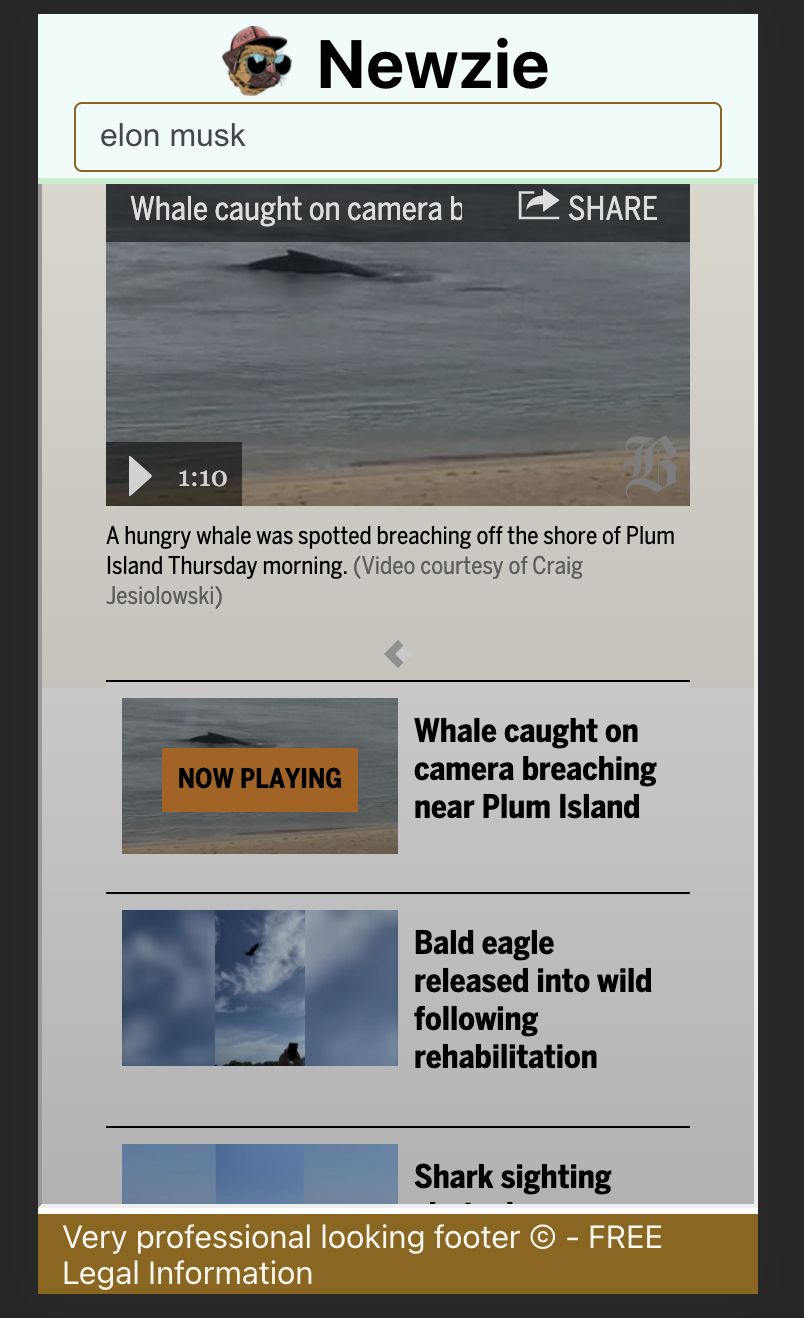 Newzie
elon musk
Whale caught on camera b
SHARE
1:10
B
A hungry whale was spotted breaching off the shore of Plum
Island Thursday morning. (Video courtesy of Craig
Jesiolowski)
NOW PLAYING
Whale caught on
camera breaching
near Plum Island
Bald eagle
released into wild
following
rehabilitation
Shark sighting
Very professional looking footer © - FREE
Legal Information